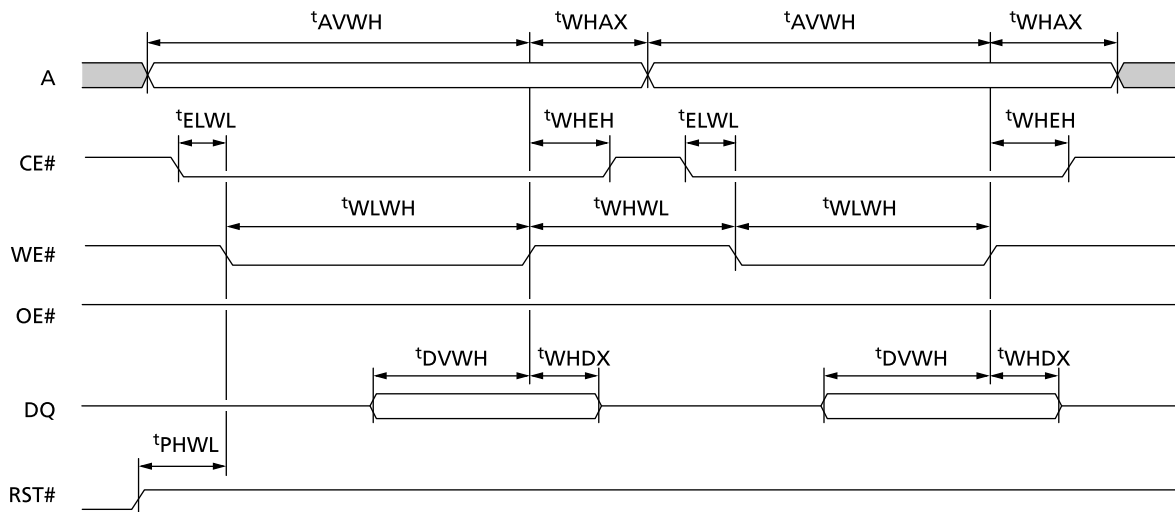 tAVWH tWHAX tAVWH tWHAX
A
tELWL tWHEH tELWL tWHEH
CE#
tWLWH tWHWL tWLWH
WE#
OE#
tDVWH tWHDX tDVWH tWHDX
DQ
tPHWL
RST#